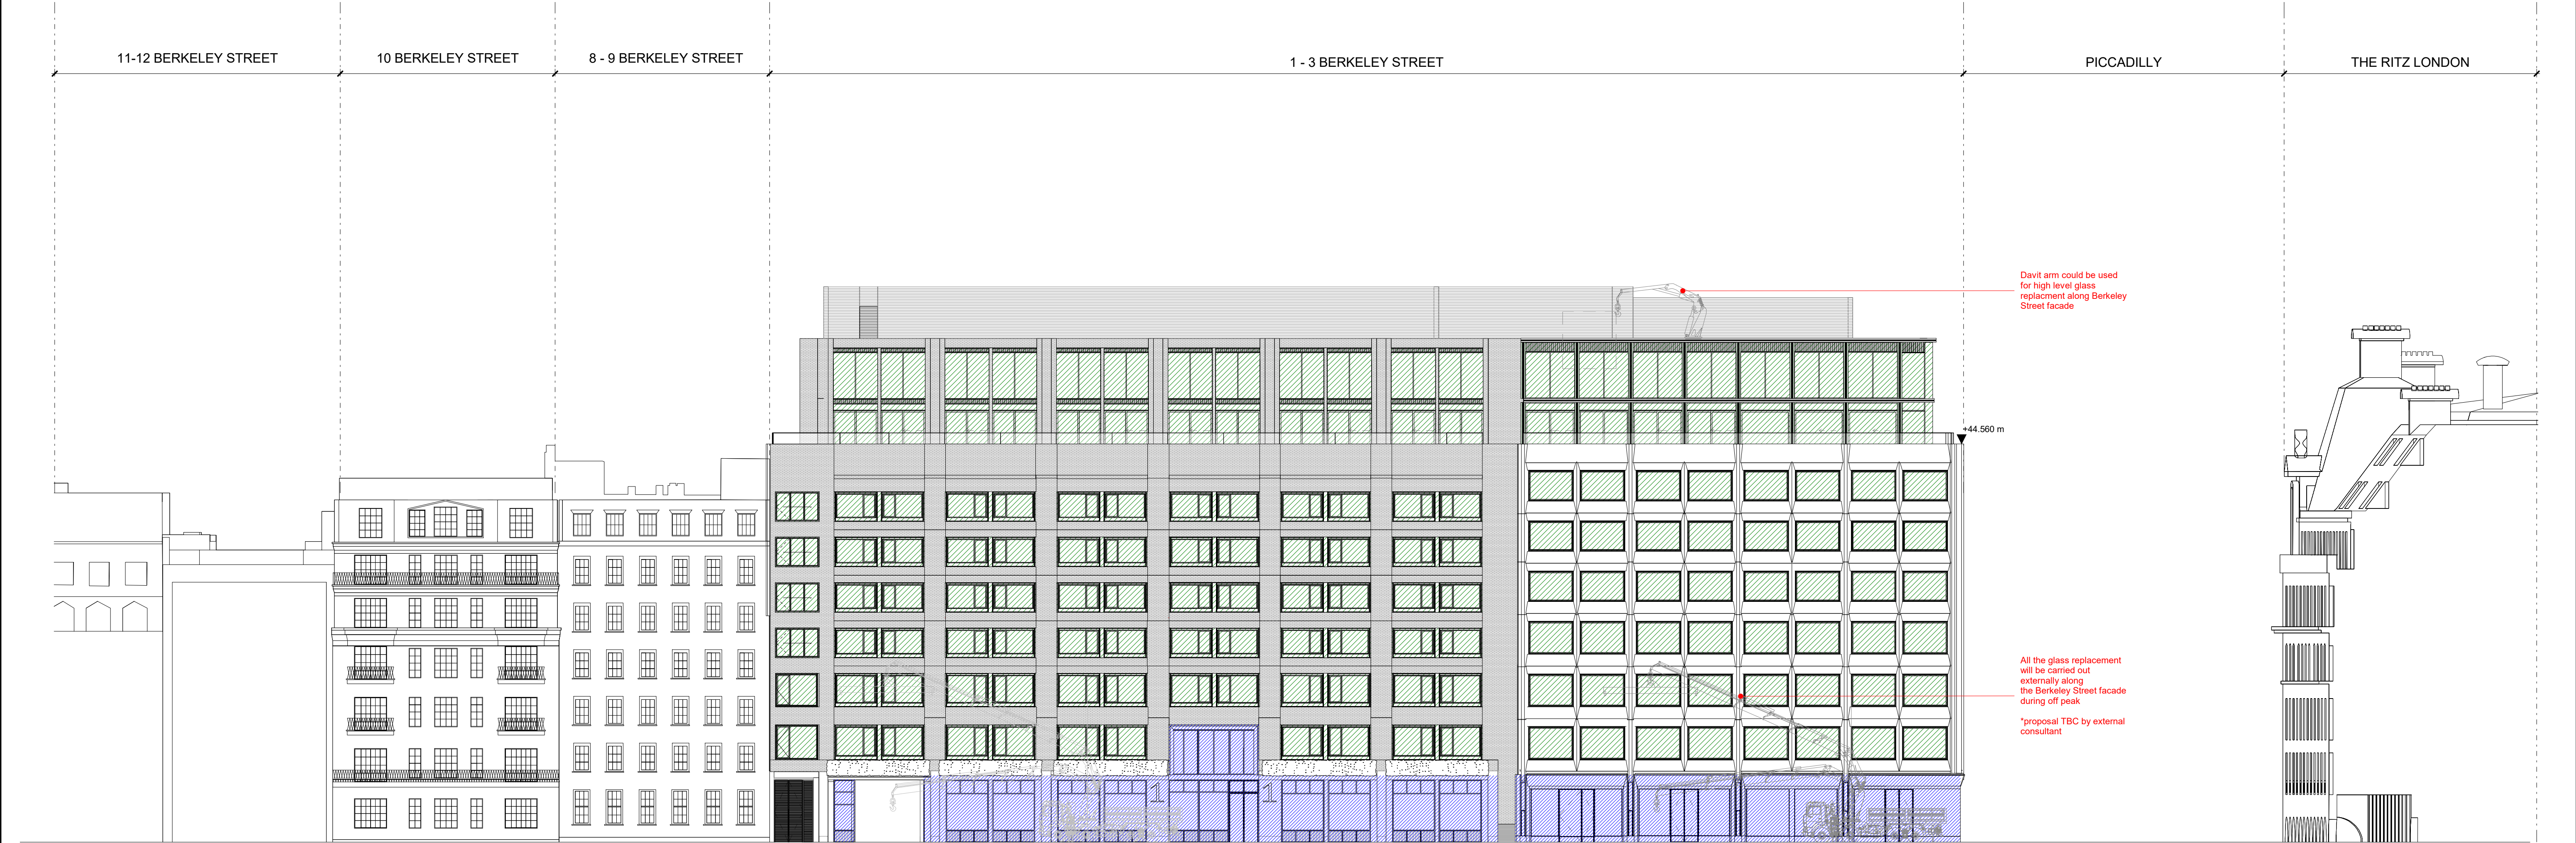 11-12 BERKELEY STREET
10 BERKELEY STREET
8 - 9 BERKELEY STREET
1 - 3 BERKELEY STREET
PICCADILLY
THE RITZ LONDON
Davit arm could be used
for high level glass
replacment along Berkeley
Street facade
+44.560 m
All the glass replacement
will be carried out
externally along
the Berkeley Street facade
during off peak
*proposal TBC by external
consultant
1
1